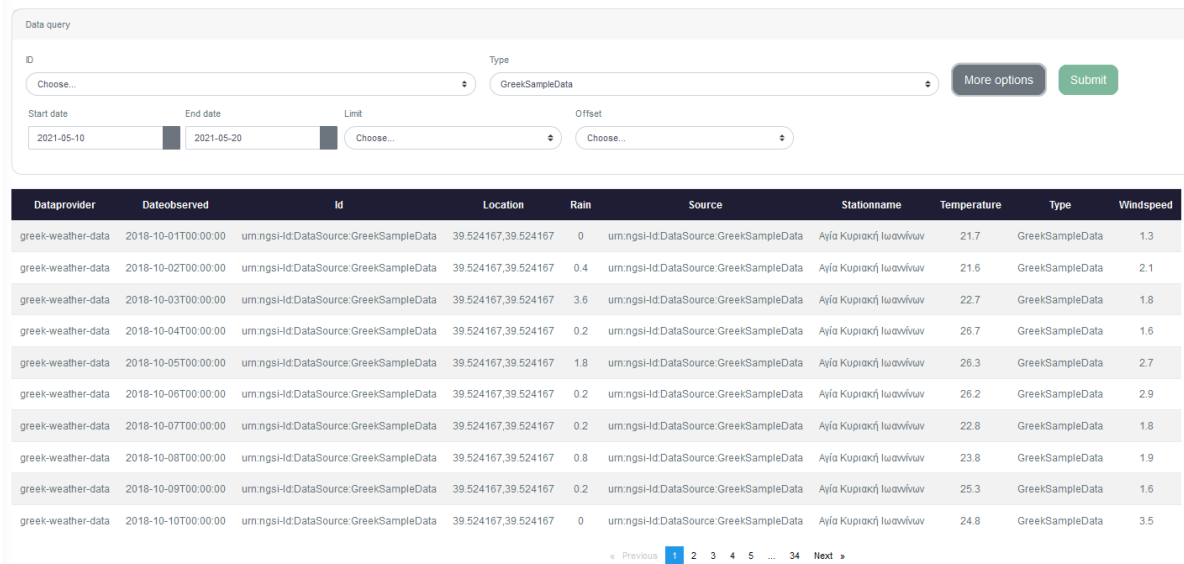 Data query
ID Type
Choose... GreekSampleData More options Submit
Start date End date Limit Offset
2021-05-10 2021-05-20 Choose... Choose...
Dataprovider Dateobserved Id Location Rain Source Stationname Temperature Type Windspeed
greek-weather-data 2018-10-01T00:00:00 urn:ngsi-ld:DataSource:GreekSampleData 39.524167,39.524167 0 urn:ngsi-ld:DataSource:GreekSampleData Αγία Κυριακή Ιωαννίνων 21.7 GreekSampleData 1.3
greek-weather-data 2018-10-02T00:00:00 urn:ngsi-ld:DataSource:GreekSampleData 39.524167,39.524167 0.4 urn:ngsi-ld:DataSource:GreekSampleData Αγία Κυριακή Ιωαννίνων 21.6 GreekSampleData 2.1
greek-weather-data 2018-10-03T00:00:00 urn:ngsi-ld:DataSource:GreekSampleData 39.524167,39.524167 3.6 urn:ngsi-ld:DataSource:GreekSampleData Αγία Κυριακή Ιωαννίνων 22.7 GreekSampleData 1.8
greek-weather-data 2018-10-04T00:00:00 urn:ngsi-ld:DataSource:GreekSampleData 39.524167,39.524167 0.2 urn:ngsi-ld:DataSource:GreekSampleData Αγία Κυριακή Ιωαννίνων 26.7 GreekSampleData 1.6
greek-weather-data 2018-10-05T00:00:00 urn:ngsi-ld:DataSource:GreekSampleData 39.524167,39.524167 1.8 urn:ngsi-ld:DataSource:GreekSampleData Αγία Κυριακή Ιωαννίνων 26.3 GreekSampleData 2.7
greek-weather-data 2018-10-06T00:00:00 urn:ngsi-ld:DataSource:GreekSampleData 39.524167,39.524167 0.2 urn:ngsi-ld:DataSource:GreekSampleData Αγία Κυριακή Ιωαννίνων 26.2 GreekSampleData 2.9
greek-weather-data 2018-10-07T00:00:00 urn:ngsi-ld:DataSource:GreekSampleData 39.524167,39.524167 0.2 urn:ngsi-ld:DataSource:GreekSampleData Αγία Κυριακή Ιωαννίνων 22.8 GreekSampleData 1.8
greek-weather-data 2018-10-08T00:00:00 urn:ngsi-ld:DataSource:GreekSampleData 39.524167,39.524167 0.8 urn:ngsi-ld:DataSource:GreekSampleData Αγία Κυριακή Ιωαννίνων 23.8 GreekSampleData 1.9
greek-weather-data 2018-10-09T00:00:00 urn:ngsi-ld:DataSource:GreekSampleData 39.524167,39.524167 0.2 urn:ngsi-ld:DataSource:GreekSampleData Αγία Κυριακή Ιωαννίνων 25.3 GreekSampleData 1.6
greek-weather-data 2018-10-10T00:00:00 urn:ngsi-ld:DataSource:GreekSampleData 39.524167,39.524167 0 urn:ngsi-ld:DataSource:GreekSampleData Αγία Κυριακή Ιωαννίνων 24.8 GreekSampleData 3.5
« Previous 1 2 3 4 5 ... 34 Next »